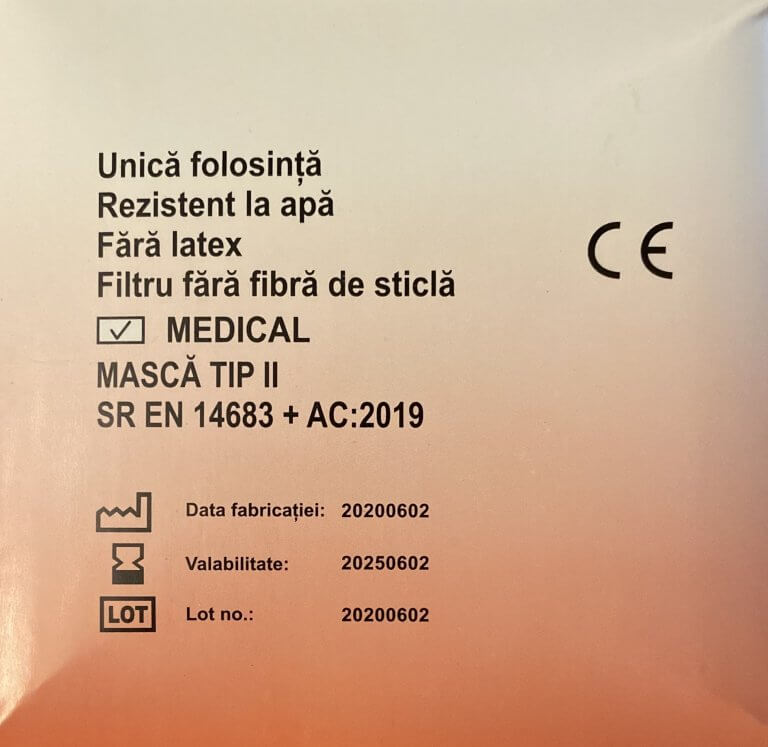 Unică folosință
Rezistent la apă
Fără latex
Filtru fără fibră de sticlă
MEDICAL
MASCĂ TIP II
SR EN 14683 + AC:2019
CE
Data fabricației: 20200602
Valabilitate: 20250602
LOT Lot no.: 20200602